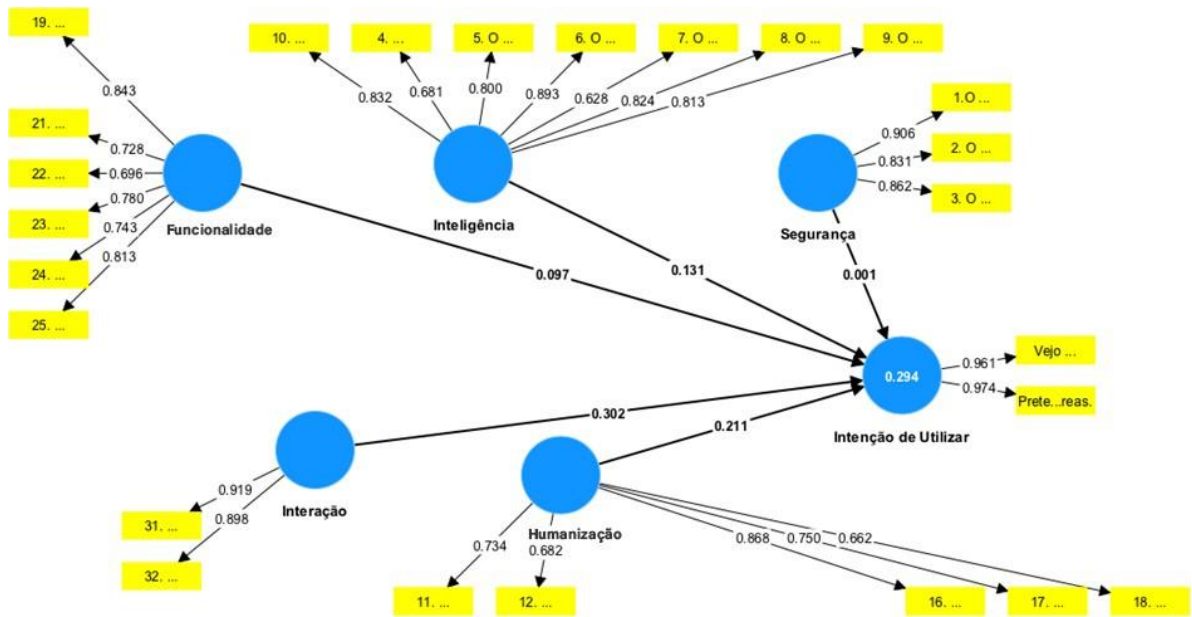 19. ...
10. ...
4. ...
5. O ...
6. O ...
7. O ...
8. O ...
9. O ...
0.843
0.832
0.681
0.800
0.893
0.628
0.824
0.813
1.O ...
2. O ...
3. O ...
0.906
0.831
0.862
21. ...
22. ...
23. ...
24. ...
25. ...
0.728
0.696
0.780
0.743
0.813
Funcionalidade
Inteligência
Segurança
0.097
0.131
0.001
0.294
Intenção de Utilizar
0.961
0.974
Vejo ...
Prete...reas.
0.302
0.211
Interação
0.919
0.898
31. ...
32. ...
Humanização
0.734
0.682
0.868
0.750
0.662
11. ...
12. ...
16. ...
17. ...
18. ...